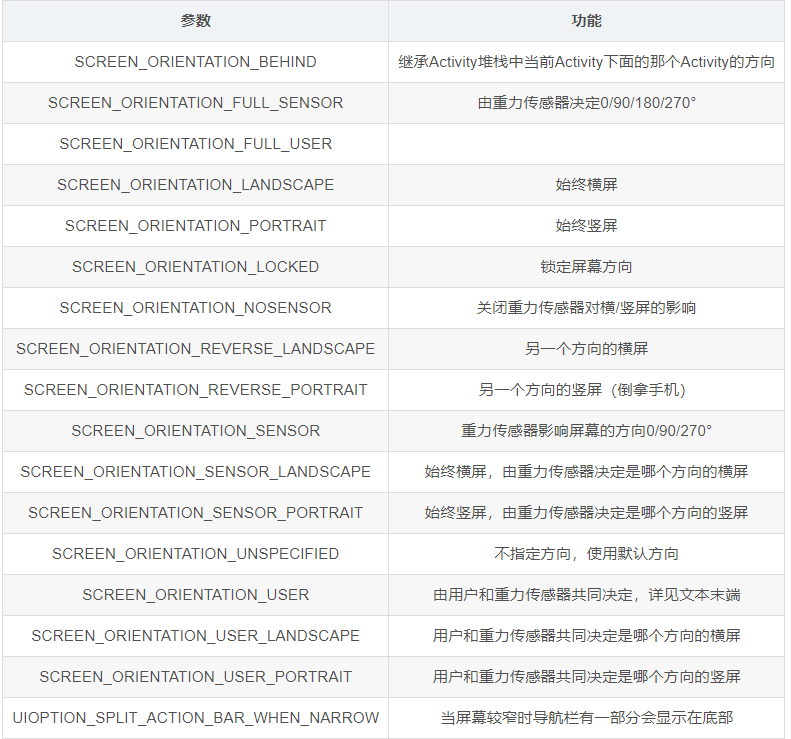 参数 功能
SCREEN_ORIENTATION_BEHIND 继承Activity堆栈中当前Activity下面的那个Activity的方向
SCREEN_ORIENTATION_FULL_SENSOR 由重力传感器决定0/90/180/270°
SCREEN_ORIENTATION_FULL_USER
SCREEN_ORIENTATION_LANDSCAPE 始终横屏
SCREEN_ORIENTATION_PORTRAIT 始终竖屏
SCREEN_ORIENTATION_LOCKED 锁定屏幕方向
SCREEN_ORIENTATION_NOSENSOR 关闭重力传感器对横/竖屏的影响
SCREEN_ORIENTATION_REVERSE_LANDSCAPE 另一个方向的横屏
SCREEN_ORIENTATION_REVERSE_PORTRAIT 另一个方向的竖屏（倒拿手机）
SCREEN_ORIENTATION_SENSOR 重力传感器影响屏幕的方向0/90/270°
SCREEN_ORIENTATION_SENSOR_LANDSCAPE 始终横屏，由重力传感器决定是哪个方向的横屏
SCREEN_ORIENTATION_SENSOR_PORTRAIT 始终竖屏，由重力传感器决定是哪个方向的竖屏
SCREEN_ORIENTATION_UNSPECIFIED 不指定方向，使用默认方向
SCREEN_ORIENTATION_USER 由用户和重力传感器共同决定，详见文本末端
SCREEN_ORIENTATION_USER_LANDSCAPE 用户和重力传感器共同决定是哪个方向的横屏
SCREEN_ORIENTATION_USER_PORTRAIT 用户和重力传感器共同决定是哪个方向的竖屏
UIOPTION_SPLIT_ACTION_BAR_WHEN_NARROW 当屏幕较窄时导航栏有一部分会显示在底部